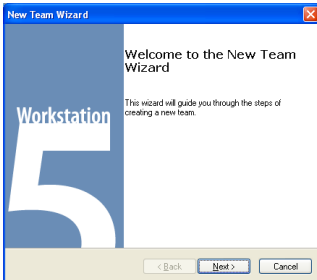 New Team Wizard
Welcome to the New Team
Wizard
This wizard will guide you through the steps of
creating a new team.
Workstation
5
< Back
Next >
Cancel